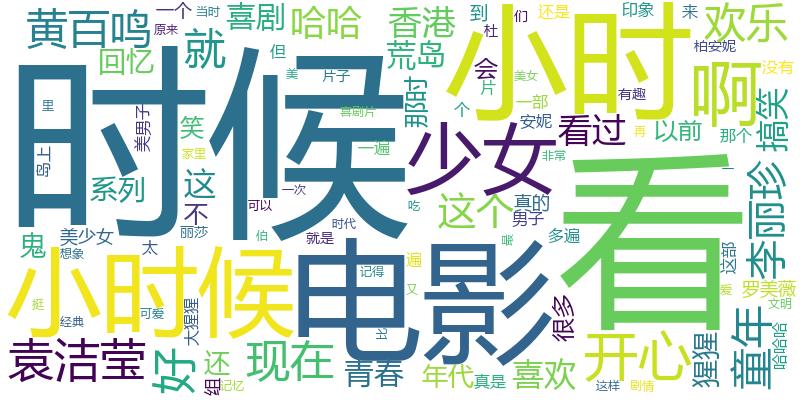 黄百鸣
一个
当时
原来
喜剧
就
哈哈
香港
荒岛
到
杜
们
还是
印象
来
柏安妮
欢乐
没有
小时
回忆
但
美
片子
时候
里
岛上
美男子
笑
家里
喜剧片
一遍
那时
会
片
个
美女
一部
安妮
有趣
啊
搞笑
看过
以前
那个
再
少女
非常
一
系列
这
不
一次
可以
吃
这个
真的
男子
看
李丽珍
鬼
美少女
想象
太
丽莎
伯
时代
就是
嗳
多遍
这部
爱
罗美薇
文明
小时候
挺
经典
可爱
大猩猩
电影
记得
遍
又
比
很多
袁洁莹
好
还
组
记忆
现在
青春
年代
真是
喜欢
开心
这样
剧情
猩猩
童年
哈哈哈